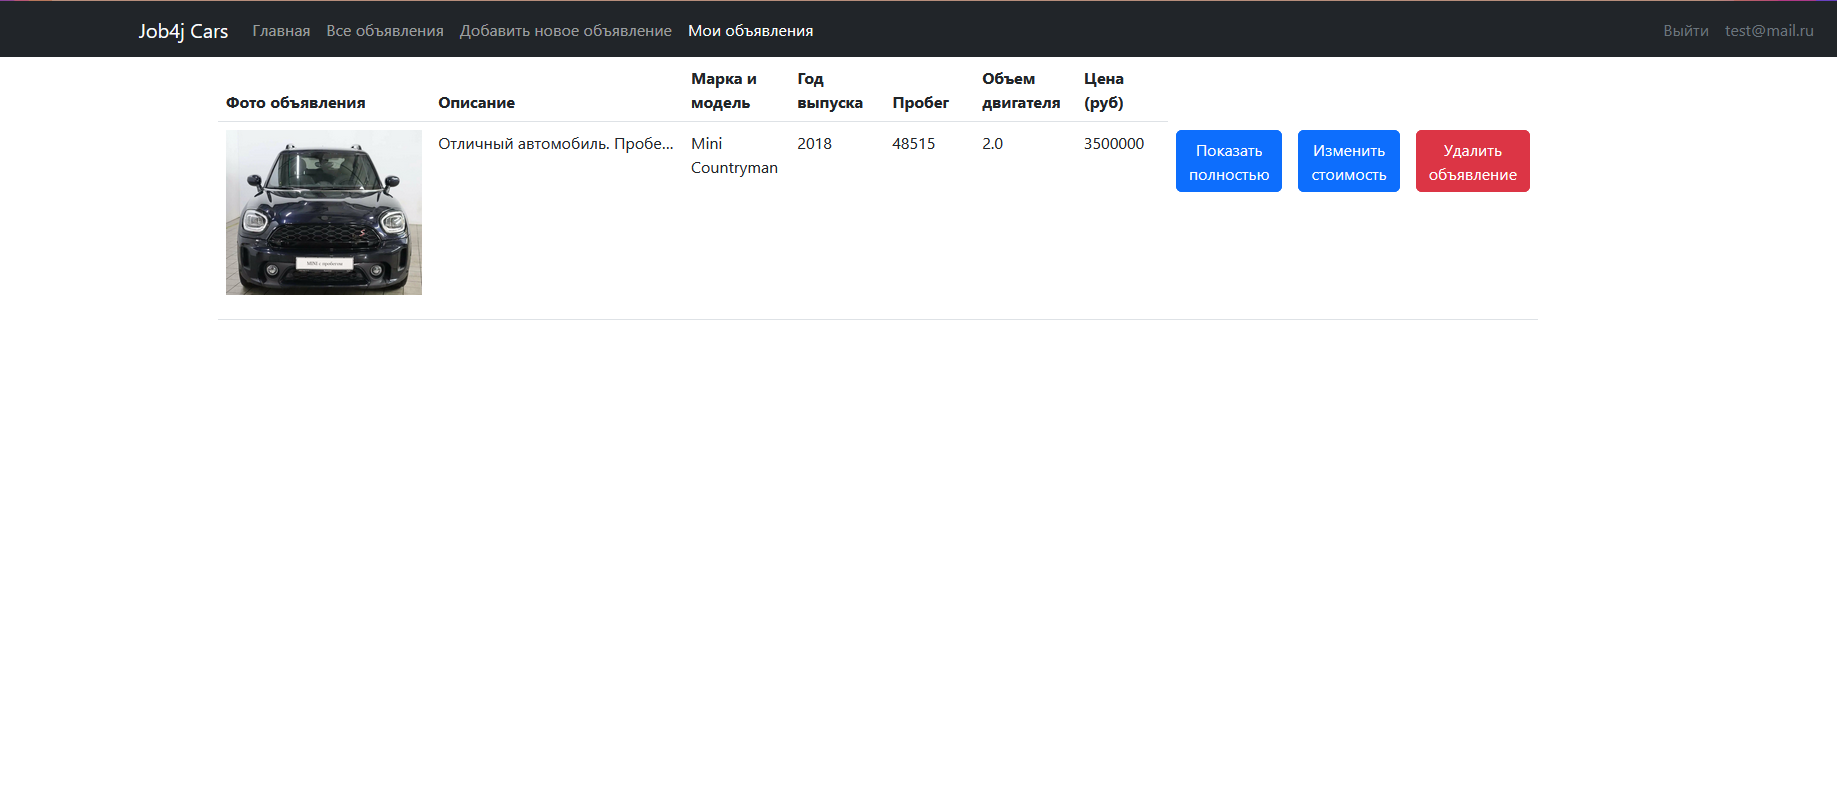 Job4j Cars Главная Все объявления Добавить новое объявление Мои объявления Выйти test@mail.ru
Фото объявления Описание Марка и модель Год выпуска Пробег Объем двигателя Цена (руб)
Отличный автомобиль. Пробе... Mini Countryman 2018 48515 2.0 3500000
Показать полностью
Изменить стоимость
Удалить объявление
MINI с пробегом